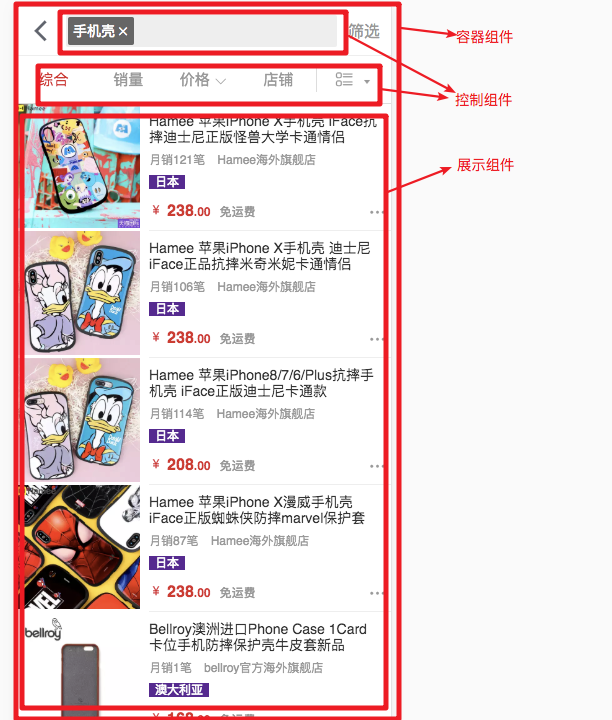 手机壳 ×
筛选
容器组件
综合 销量 价格 店铺
控制组件
Hamee 苹果iPhone X手机壳 iFace抗
摔迪士尼正版怪兽大学卡通情侣
月销121笔 Hamee海外旗舰店
展示组件
日本
¥ 238.00 免运费
Hamee 苹果iPhone X手机壳 迪士尼
iFace正品抗摔米奇米妮卡通情侣
月销106笔 Hamee海外旗舰店
日本
¥ 238.00 免运费
Hamee 苹果iPhone8/7/6/Plus抗摔手
机壳 iFace正版迪士尼卡通款
月销114笔 Hamee海外旗舰店
日本
¥ 208.00 免运费
Hamee 苹果iPhone X漫威手机壳
iFace正版蜘蛛侠防摔marvel保护套
月销87笔 Hamee海外旗舰店
日本
¥ 238.00 免运费
bellroy
Bellroy澳洲进口Phone Case 1Card
卡位手机防摔保护壳牛皮套新品
月销1笔 bellroy官方海外旗舰店
澳大利亚